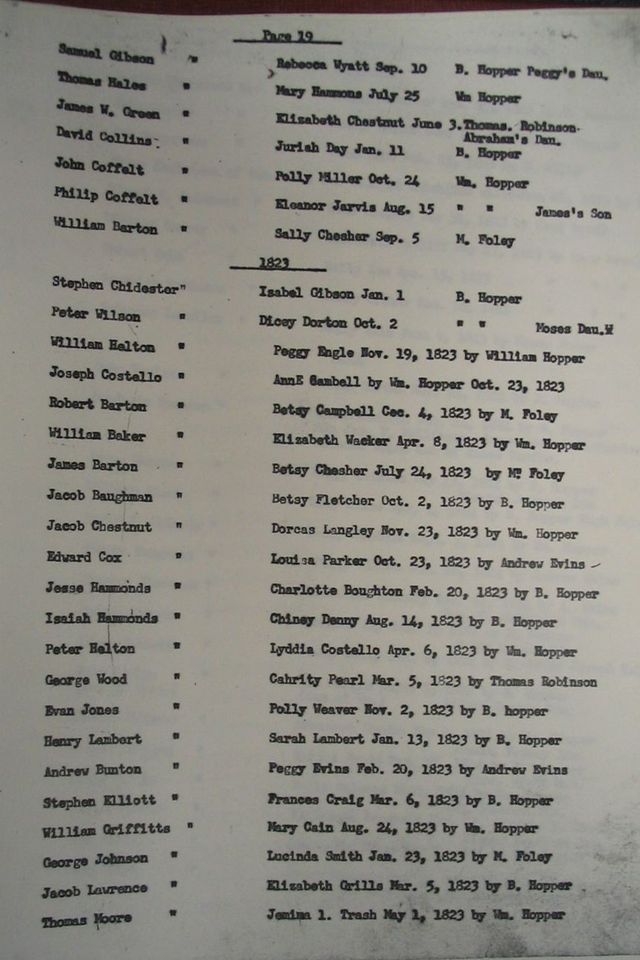 Page 19
Samuel Gibson " Rebecca Wyatt Sep. 10 B. Hopper Peggy's Dau.
Thomas Hales " Mary Hammons July 25 Wm Hopper
James W. Green " Elizabeth Chestnut June 3. Thomas. Robinson.
Abraham's Dau.
David Collins " Juriah Day Jan. 11 B. Hopper
John Coffelt " Polly Miller Oct. 24 Wm. Hopper
Philip Coffelt " Eleanor Jarvis Aug. 15 " " James's Son
William Barton " Sally Chesher Sep. 5 M. Foley
1823
Stephen Chidester " Isabel Gibson Jan. 1 B. Hopper
Peter Wilson " Dicey Dorton Oct. 2 " " Moses Dau.
William Helton " Peggy Engle Nov. 19, 1823 by William Hopper
Joseph Costello " AnnE Gambell by Wm. Hopper Oct. 23, 1823
Robert Barton " Betsy Campbell Cec. 4, 1823 by M. Foley
William Baker " Elizabeth Wacker Apr. 8, 1823 by Wm. Hopper
James Barton " Betsy Chesher July 24, 1823 by M. Foley
Jacob Baughman " Betsy Fletcher Oct. 2, 1823 by B. Hopper
Jacob Chestnut " Dorcas Langley Nov. 23, 1823 by Wm. Hopper
Edward Cox " Louisa Parker Oct. 23, 1823 by Andrew Evins
Jesse Hammonds " Charlotte Boughton Feb. 20, 1823 by B. Hopper
Isaiah Hammonds " Chiney Denny Aug. 14, 1823 by B. Hopper
Peter Helton " Lyddia Costello Apr. 6, 1823 by Wm. Hopper
George Wood " Cahrity Pearl Mar. 5, 1823 by Thomas Robinson
Evan Jones " Polly Weaver Nov. 2, 1823 by B. hopper
Henry Lambert " Sarah Lambert Jan. 13, 1823 by B. Hopper
Andrew Bunton " Peggy Evins Feb. 20, 1823 by Andrew Evins
Stephen Elliott " Frances Craig Mar. 6, 1823 by B. Hopper
William Griffitts " Mary Cain Aug. 24, 1823 by Wm. Hopper
George Johnson " Lucinda Smith Jan. 23, 1823 by M. Foley
Jacob Lawrence " Elizabeth Grills Mar. 5, 1823 by B. Hopper
Thomas Moore " Jemima l. Trash May 1, 1823 by Wm. Hopper